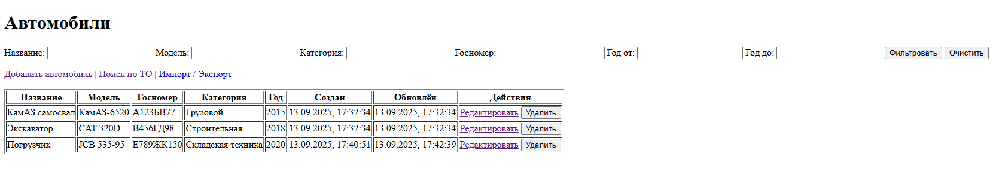 Автомобили
Название: Модель: Категория: Госномер: Год от: Год до: Фильтровать Очистить
Добавить автомобиль | Поиск по ТО | Импорт / Экспорт
Название Модель Госномер Категория Год Создан Обновлён Действия
КамАЗ самосвал КамАЗ-6520 А123БВ77 Грузовой 2015 13.09.2025, 17:32:34 13.09.2025, 17:32:34 Редактировать Удалить
Экскаватор CAT 320D В456ГД98 Строительная 2018 13.09.2025, 17:32:34 13.09.2025, 17:32:34 Редактировать Удалить
Погрузчик JCB 535-95 Е789ЖК150 Складская техника 2020 13.09.2025, 17:40:51 13.09.2025, 17:42:39 Редактировать Удалить